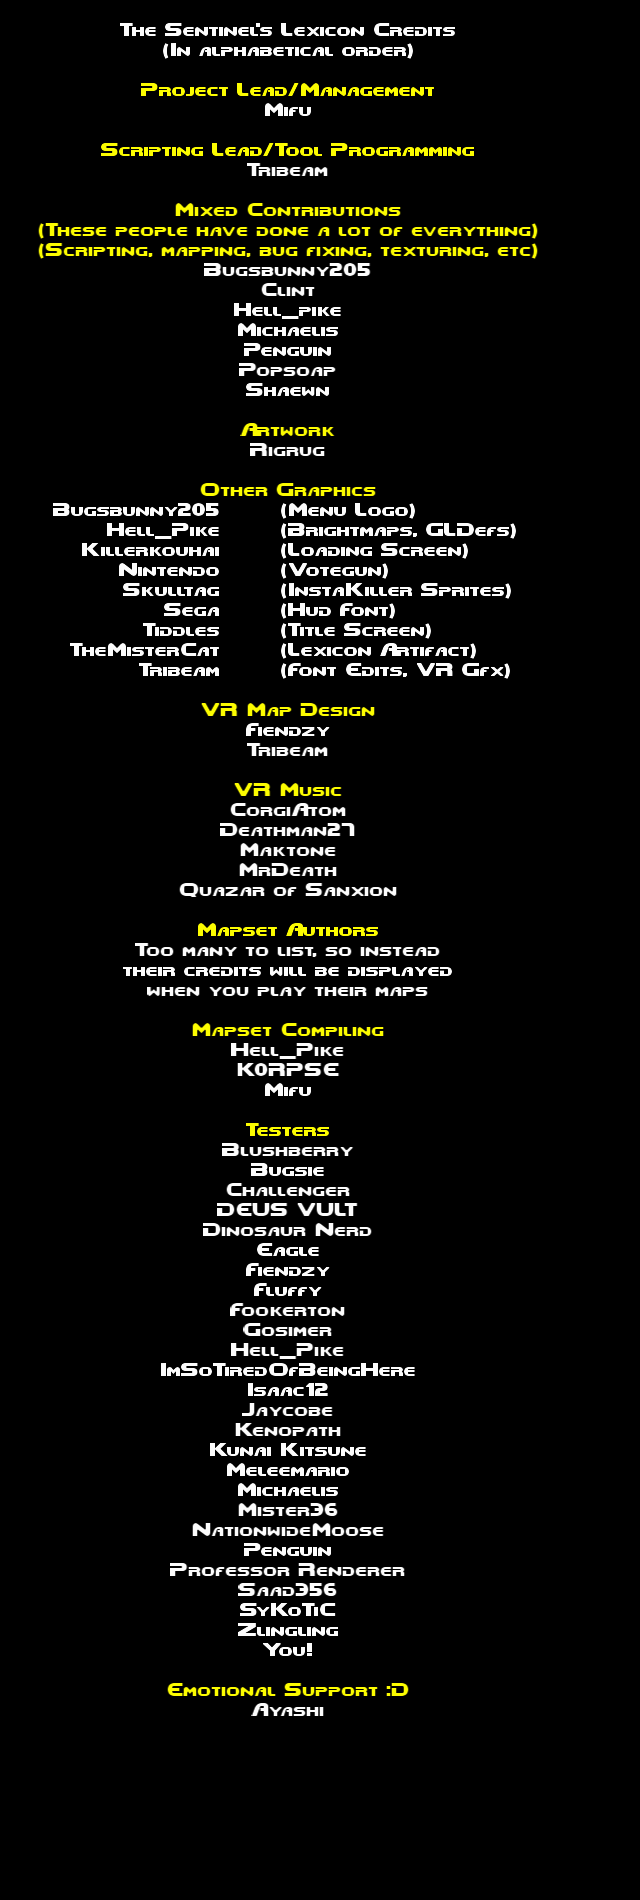 The Sentinel's Lexicon Credits
(In alphabetical order)
Project Lead/Management
Mifu
Scripting Lead/Tool Programming
Tribeam
Mixed Contributions
(These people have done a lot of everything)
(Scripting, mapping, bug fixing, texturing, etc)
Bugsbunny205
Clint
Hell_pike
Michaelis
Penguin
Popsoap
Shaewn
Artwork
Rigrug
Other Graphics
Bugsbunny205 (Menu Logo)
Hell_Pike (Brightmaps, GLDefs)
Killerkouhai (Loading Screen)
Nintendo (Votegun)
Skulltag (InstaKiller Sprites)
Sega (Hud Font)
Tiddles (Title Screen)
TheMisterCat (Lexicon Artifact)
Tribeam (Font Edits, VR Gfx)
VR Map Design
Fiendzy
Tribeam
VR Music
CorgiAtom
Deathman27
Maktone
MrDeath
Quazar of Sanxion
Mapset Authors
Too many to list, so instead
their credits will be displayed
when you play their maps
Mapset Compiling
Hell_Pike
K0RPSE
Mifu
Testers
Blushberry
Bugsie
Challenger
DEUS VULT
Dinosaur Nerd
Eagle
Fiendzy
Fluffy
Fookerton
Gosimer
Hell_Pike
ImSoTiredOfBeingHere
Isaac12
Jaycobe
Kenopath
Kunai Kitsune
Meleemario
Michaelis
Mister36
NationwideMoose
Penguin
Professor Renderer
Saad356
SyKoTiC
Zlingling
You!
Emotional Support :D
Ayashi